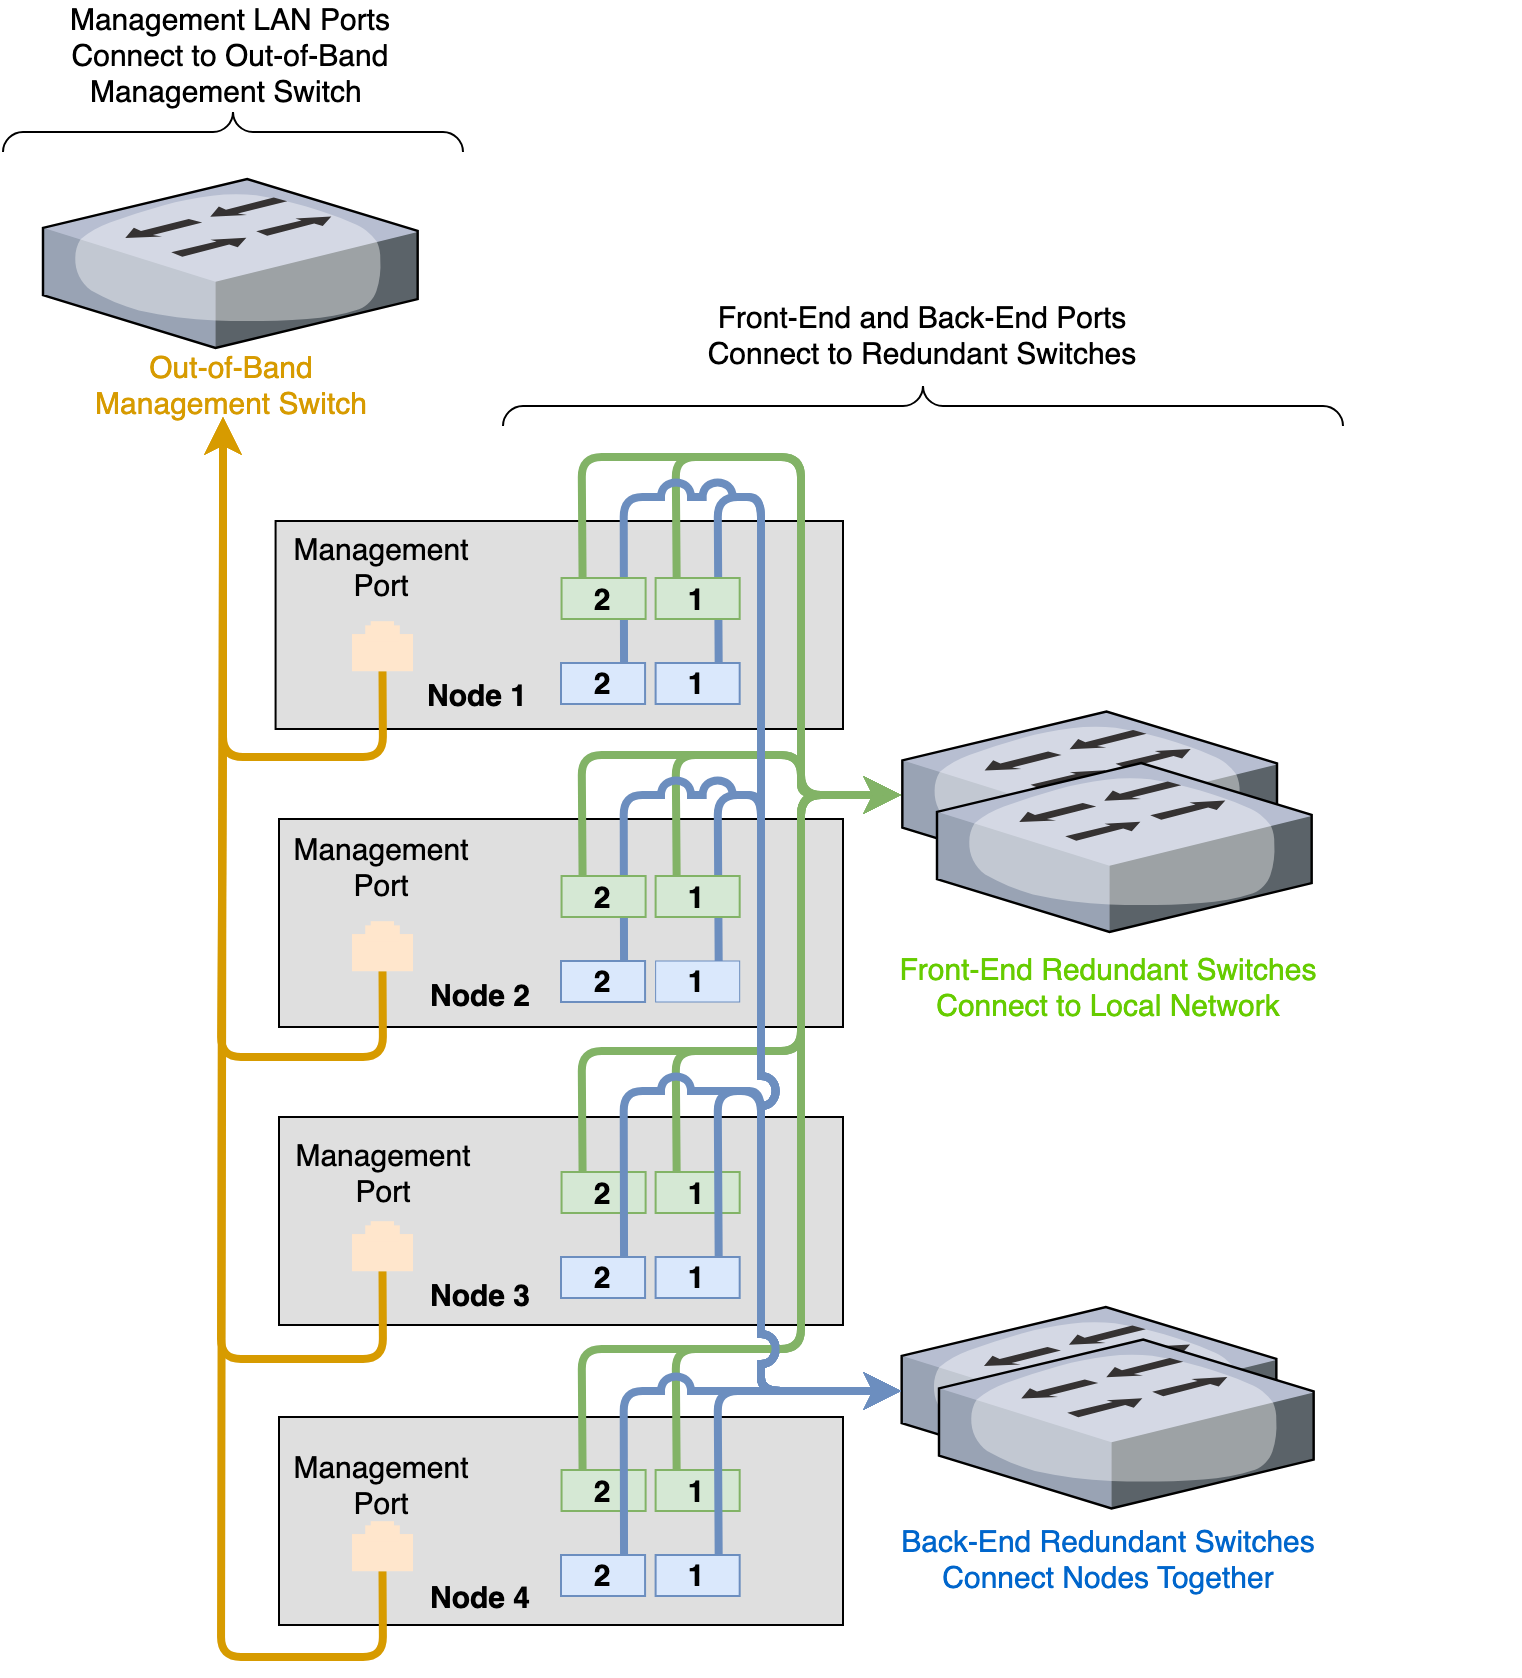 Management LAN Ports
Connect to Out-of-Band
Management Switch
Out-of-Band
Management Switch
Front-End and Back-End Ports
Connect to Redundant Switches
Management
Port
2 1
2 1
Node 1
Management
Port
2 1
2 1
Node 2
Front-End Redundant Switches
Connect to Local Network
Management
Port
2 1
2 1
Node 3
Management
Port
2 1
2 1
Node 4
Back-End Redundant Switches
Connect Nodes Together